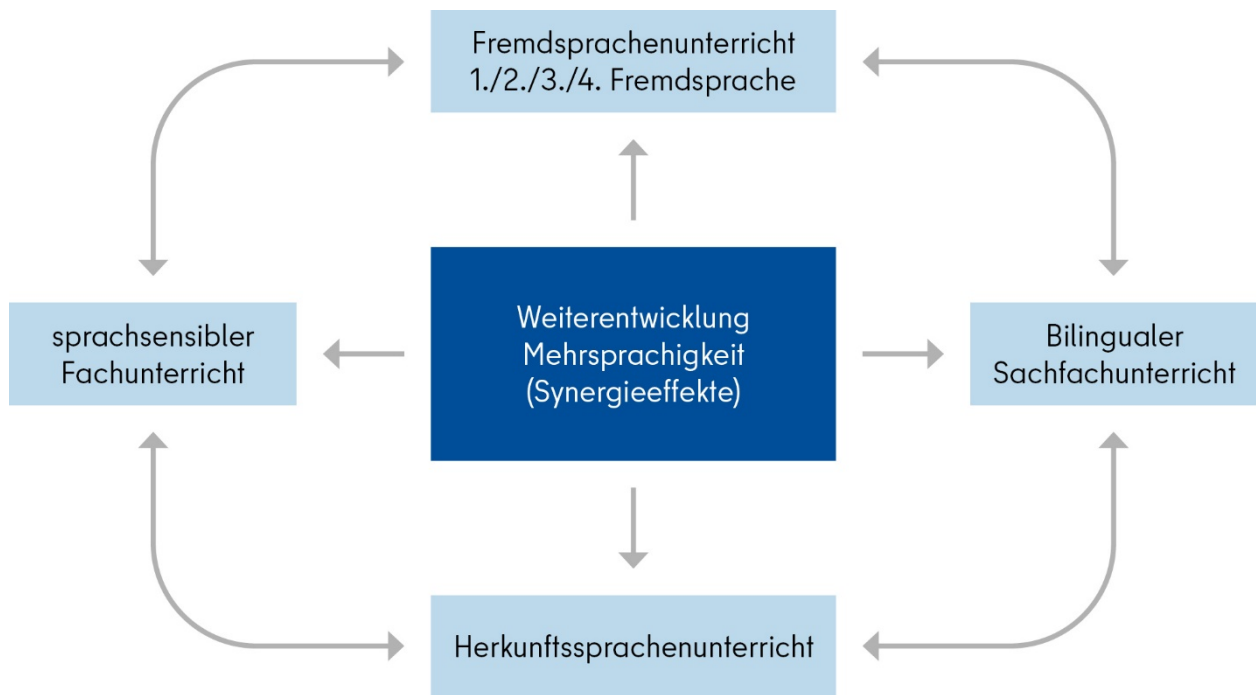 Fremdsprachenunterricht
1./2./3./4. Fremdsprache
sprachsensibler
Fachunterricht
Weiterentwicklung
Mehrsprachigkeit
(Synergieeffekte)
Bilingualer
Sachfachunterricht
Herkunftssprachenunterricht